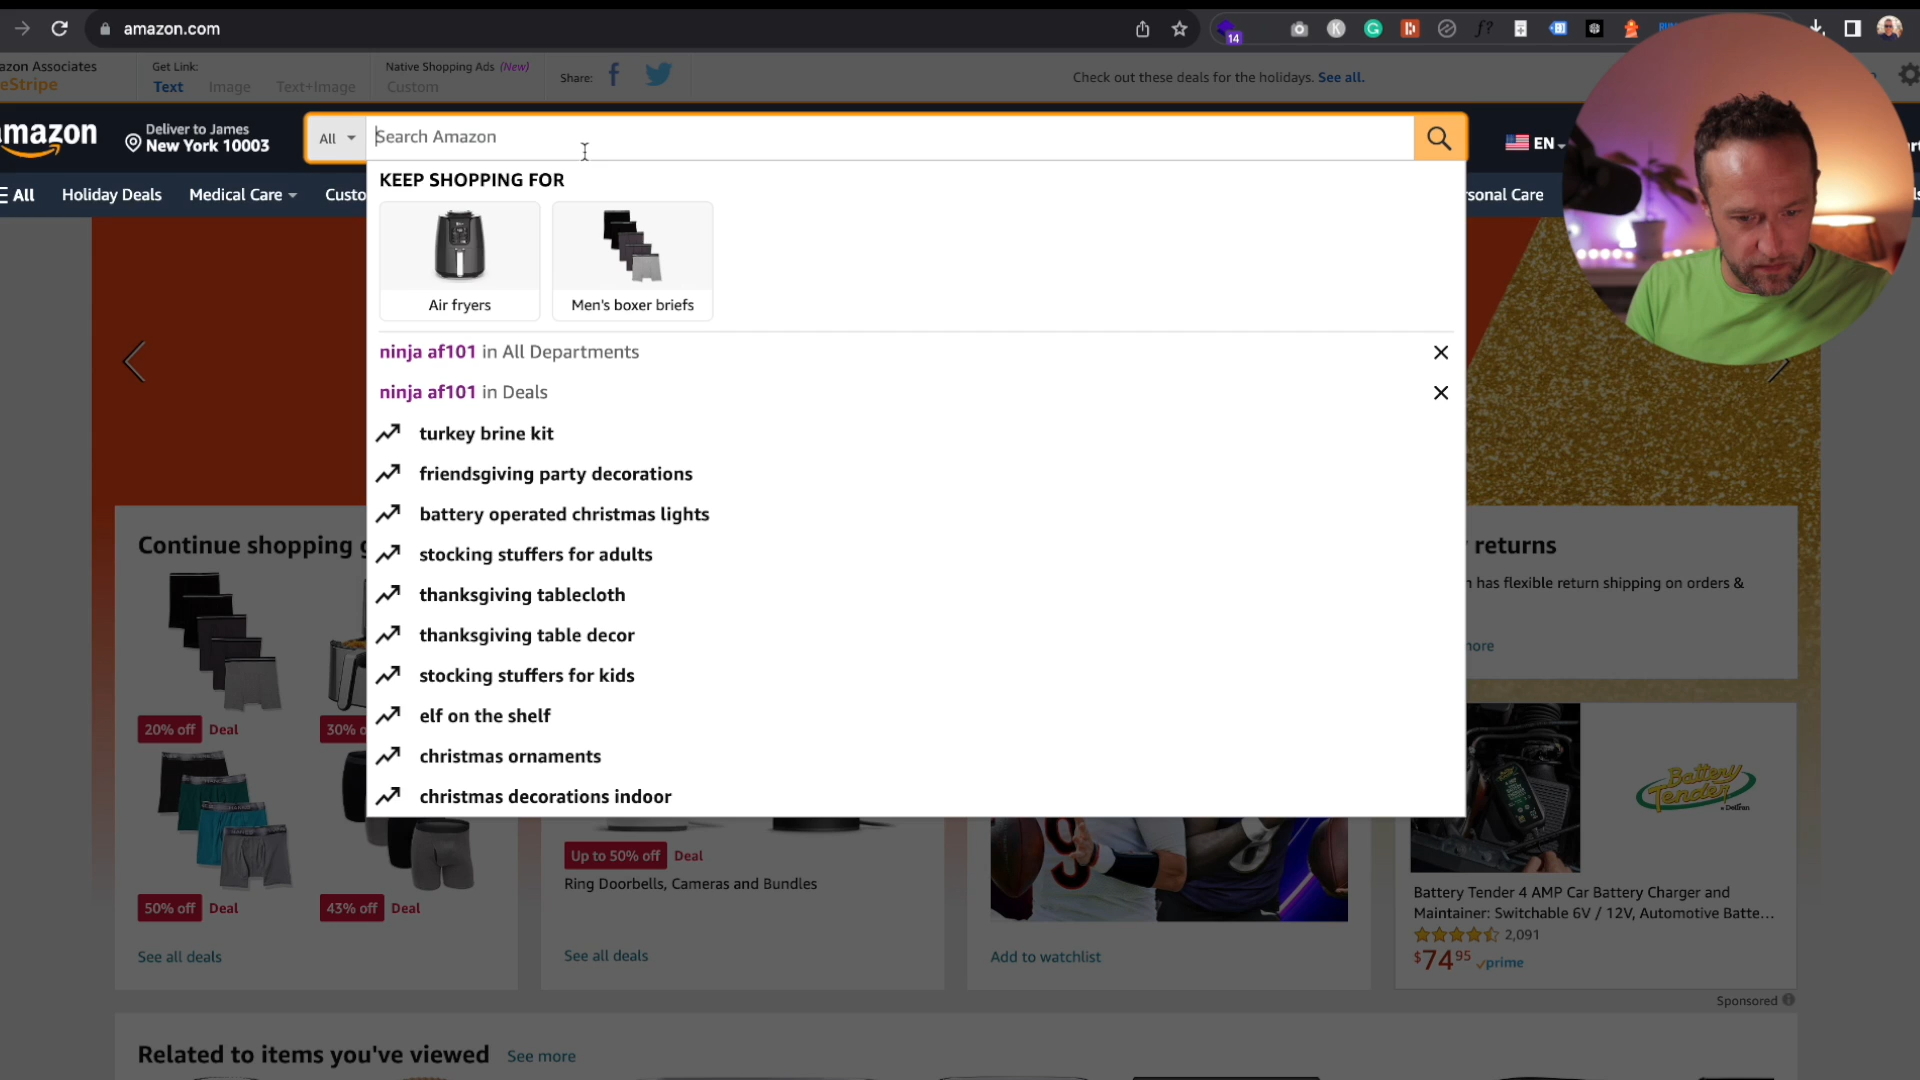 amazon.com
14
azon Associates
eStripe
Get Link:
Text Image Text+Image
Native Shopping Ads (New)
Custom
Share:
Check out these deals for the holidays. See all.
amazon
Deliver to James
New York 10003
All
Search Amazon
EN
All
Holiday Deals
Medical Care
Custo
rsonal Care
KEEP SHOPPING FOR
Air fryers
Men's boxer briefs
ninja af101 in All Departments
ninja af101 in Deals
turkey brine kit
friendsgiving party decorations
battery operated christmas lights
stocking stuffers for adults
thanksgiving tablecloth
thanksgiving table decor
stocking stuffers for kids
elf on the shelf
christmas ornaments
christmas decorations indoor
Continue shopping
20% off Deal
30% o
50% off Deal
43% off Deal
See all deals
Up to 50% off Deal
Ring Doorbells, Cameras and Bundles
See all deals
Add to watchlist
returns
n has flexible return shipping on orders &
more
Battery Tender
Battery Tender 4 AMP Car Battery Charger and
Maintainer: Switchable 6V / 12V, Automotive Batte...
2,091
$74 95 prime
Sponsored
Related to items you've viewed See more